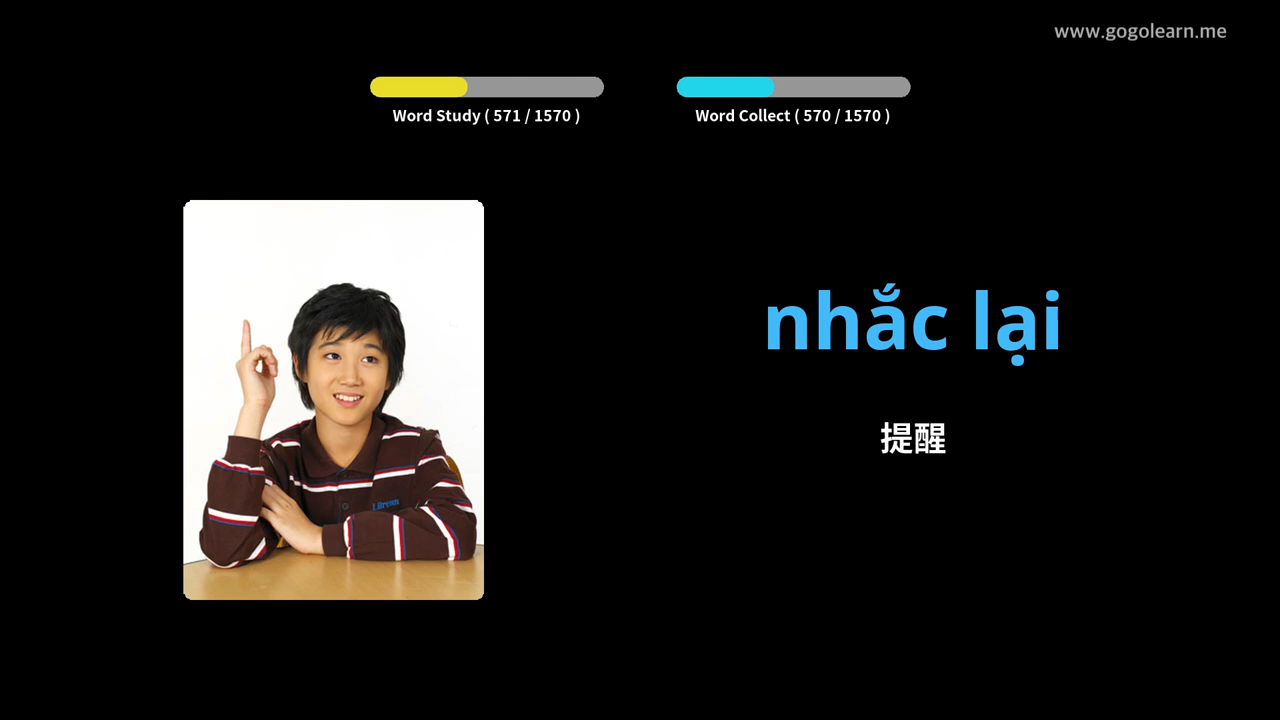 www.gogolearn.me
Word Study ( 571 / 1570 )
Word Collect ( 570 / 1570 )
nhắc lại
提醒